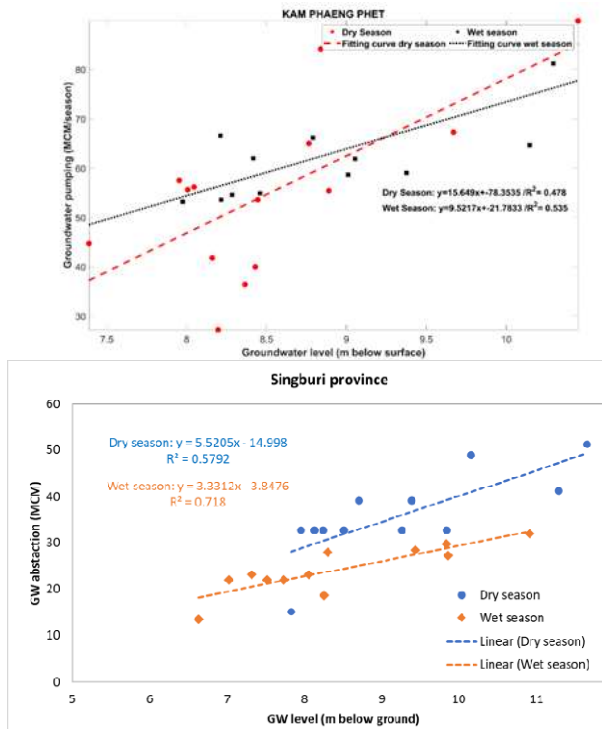 KAM PHAENG PHET
Dry Season
Wet season
Fitting curve dry season
Fitting curve wet season
Groundwater pumping (MCM/season)
80
70
60
50
40
30
Dry Season: y=15.649x+-78.3535 /R²= 0.478
Wet Season: y=9.5217x+-21.7833 /R²= 0.535
7.5 8 8.5 9 9.5 10
Groundwater level (m below surface)
Singburi province
60
50
40
30
20
10
0
GW abstaction (MCM)
Dry season: y = 5.5205x - 14.998
R² = 0.5792
Wet season: y = 3.3312x - 3.8476
R² = 0.718
Dry season
Wet season
Linear (Dry season)
Linear (Wet season)
5 6 7 8 9 10 11
GW level (m below ground)